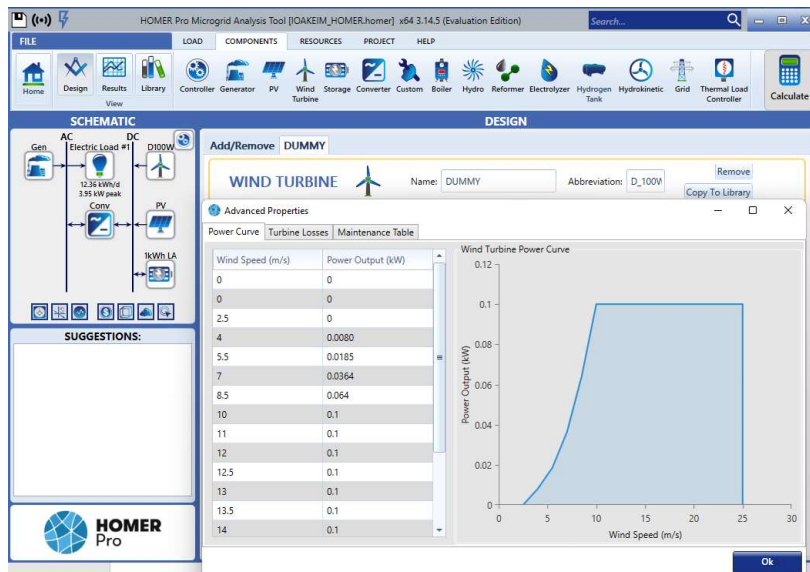 HOMER Pro Microgrid Analysis Tool [IOAKEIM_HOMER.homer] x64 3.14.5 (Evaluation Edition)
Search...
FILE
LOAD COMPONENTS RESOURCES PROJECT HELP
Home Design Results Library Controller Generator PV Wind Turbine Storage Converter Custom Boiler Hydro Reformer Electrolyzer Hydrogen Tank Hydrokinetic Grid Thermal Load Controller Calculate
View
SCHEMATIC
AC DC
Gen Electric Load #1 D100W
12.36 kWh/d
3.95 kW peak
Conv PV
1kWh LA
SUGGESTIONS:
HOMER
Pro
DESIGN
Add/Remove DUMMY
WIND TURBINE Name: DUMMY Abbreviation: D_100W
Remove
Copy To Library
Advanced Properties
Power Curve Turbine Losses Maintenance Table
Wind Speed (m/s) Power Output (kW)
0 0
0 0
2.5 0
4 0.0080
5.5 0.0185
7 0.0364
8.5 0.064
10 0.1
11 0.1
12 0.1
12.5 0.1
13 0.1
13.5 0.1
14 0.1
Wind Turbine Power Curve
Power Output (kW)
0.12
0.1
0.08
0.06
0.04
0.02
0
0 5 10 15 20 25 30
Wind Speed (m/s)
Ok